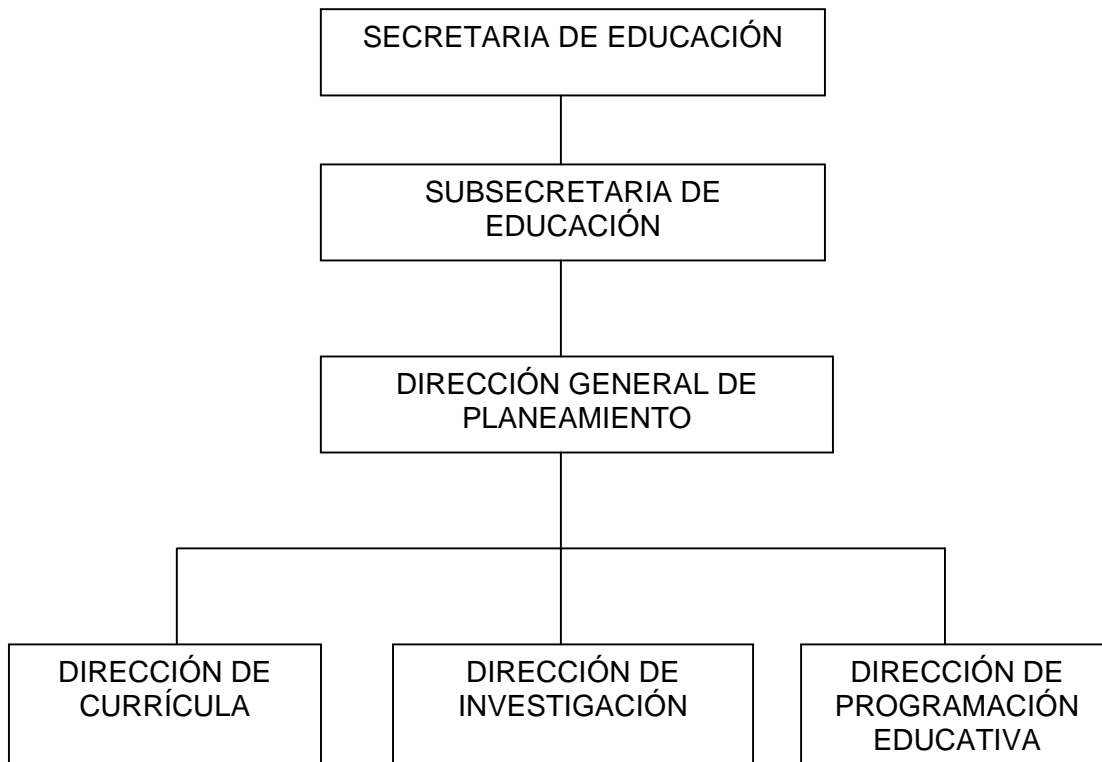 SECRETARIA DE EDUCACIÓN
SUBSECRETARIA DE
EDUCACIÓN
DIRECCIÓN GENERAL DE
PLANEAMIENTO
DIRECCIÓN DE
CURRÍCULA
DIRECCIÓN DE
INVESTIGACIÓN
DIRECCIÓN DE
PROGRAMACIÓN
EDUCATIVA